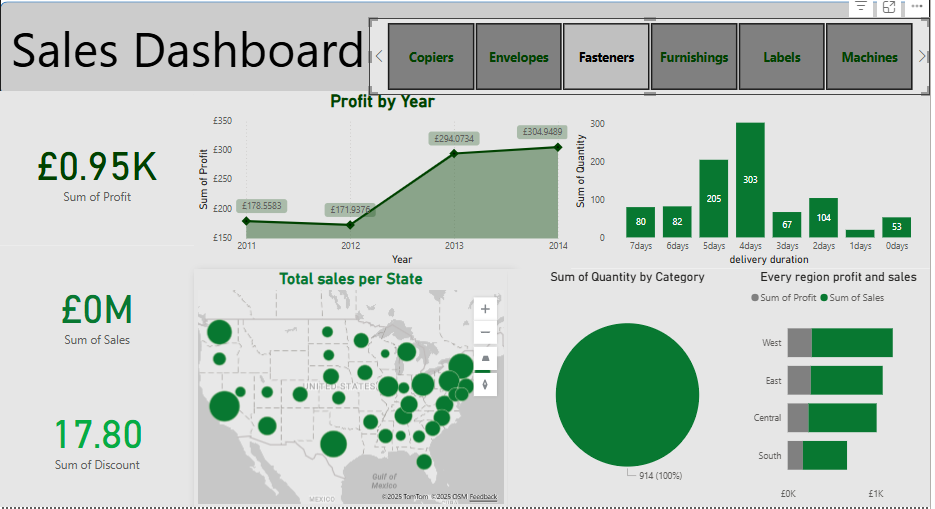 Sales Dashboard
Copiers
Envelopes
Fasteners
Furnishings
Labels
Machines
£0.95K
Sum of Profit
£0M
Sum of Sales
17.80
Sum of Discount
Profit by Year
Sum of Profit
£350
£300
£250
£200
£150
£178.5583
£171.9376
£294.0734
£304.9489
2011
2012
2013
2014
Year
Sum of Quantity
300
200
100
0
80
82
205
303
67
104
53
7days
6days
5days
4days
3days
2days
1days
0days
delivery duration
Total sales per State
UNITED STATES
Gulf of
Mexico
MEXICO
©2025 TomTom ©2025 OSM Feedback
Sum of Quantity by Category
914 (100%)
Every region profit and sales
Sum of Profit
Sum of Sales
West
East
Central
South
£0K
£1K